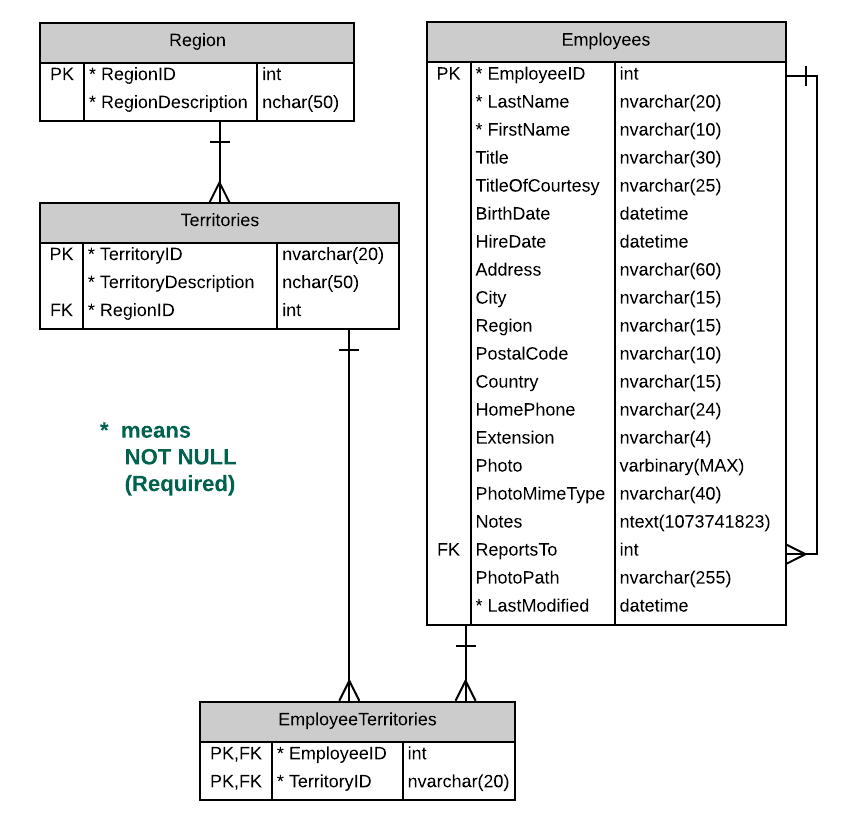 Region
PK * RegionID int
* RegionDescription nchar(50)
Territories
PK * TerritoryID nvarchar(20)
* TerritoryDescription nchar(50)
FK * RegionID int
* means
NOT NULL
(Required)
Employees
PK * EmployeeID int
* LastName nvarchar(20)
* FirstName nvarchar(10)
Title nvarchar(30)
TitleOfCourtesy nvarchar(25)
BirthDate datetime
HireDate datetime
Address nvarchar(60)
City nvarchar(15)
Region nvarchar(15)
PostalCode nvarchar(10)
Country nvarchar(15)
HomePhone nvarchar(24)
Extension nvarchar(4)
Photo varbinary(MAX)
PhotoMimeType nvarchar(40)
Notes ntext(1073741823)
FK ReportsTo int
PhotoPath nvarchar(255)
* LastModified datetime
EmployeeTerritories
PK,FK * EmployeeID int
PK,FK * TerritoryID nvarchar(20)